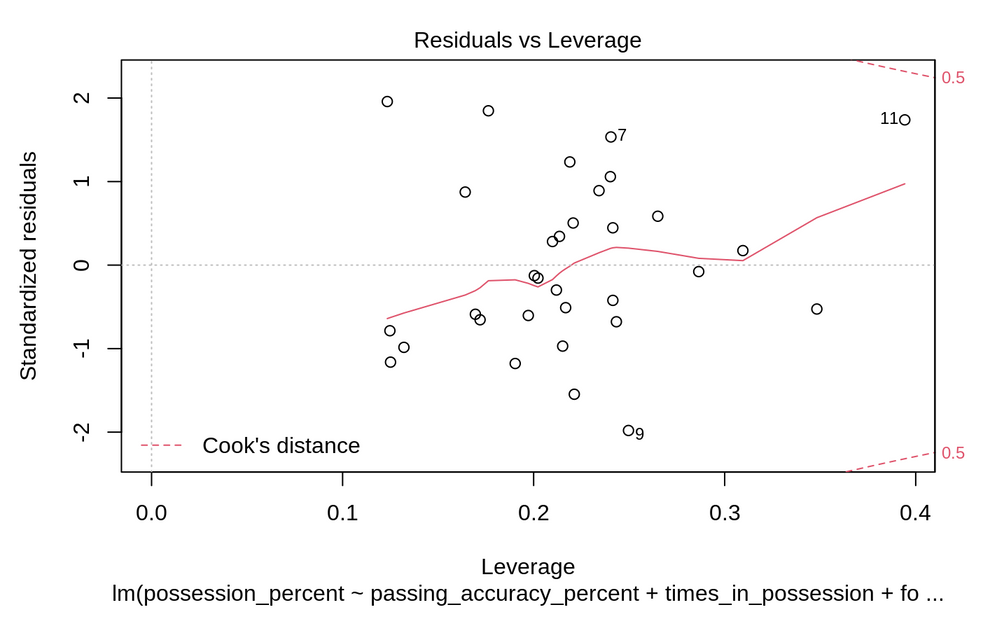 Residuals vs Leverage
Standardized residuals
2
1
0
-1
-2
0.5
11
7
9
0.5
Cook's distance
0.0 0.1 0.2 0.3 0.4
Leverage
lm(possession_percent ~ passing_accuracy_percent + times_in_possession + fo ...